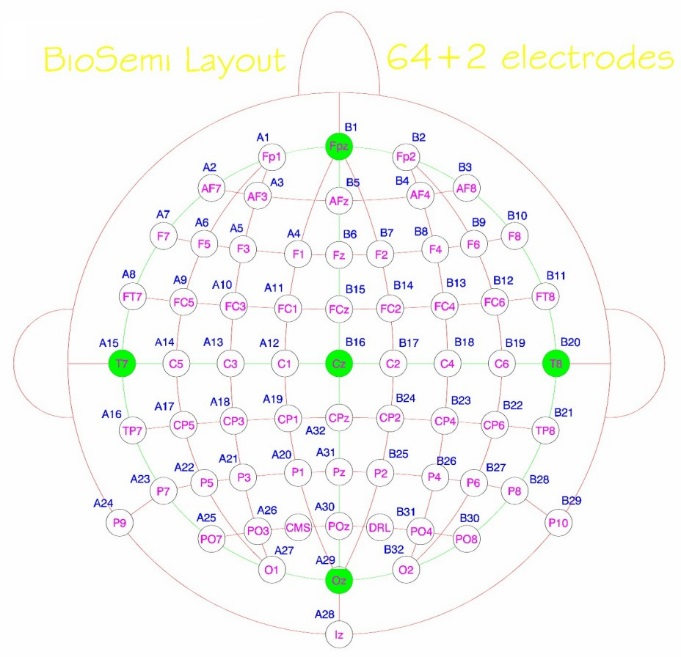 BioSemi Layout 64+2 electrodes
B1
A1 B2
Fpz
Fp1 Fp2
A2 A3 B5 B4 B3
AF7 AF3 AFz AF4 AF8
A7 A6 A5 A4 B6 B7 B8 B9 B10
F7 F5 F3 F1 Fz F2 F4 F6 F8
A8 A9 A10 A11 B15 B14 B13 B12 B11
FT7 FC5 FC3 FC1 FCz FC2 FC4 FC6 FT8
A15 A14 A13 A12 B16 B17 B18 B19 B20
T7 C5 C3 C1 Cz C2 C4 C6 T8
A16 A17 A18 A19 B24 B23 B22 B21
TP7 CP5 CP3 CP1 CPz CP2 CP4 CP6 TP8
A32
A23 A22 A21 A20 A31 B25 B26 B27 B28
P7 P5 P3 P1 Pz P2 P4 P6 P8
A24 B29
P9 P10
A25 A26 A30 B31 B30
PO7 PO3 CMS POz DRL PO4 PO8
A27 A29 B32
O1 Oz O2
A28
Iz